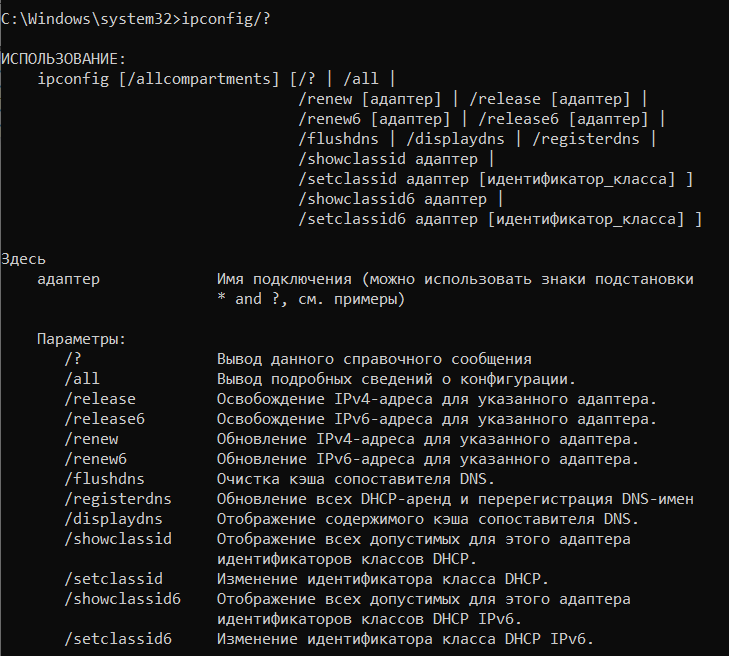 C:\Windows\system32>ipconfig/?
ИСПОЛЬЗОВАНИЕ:
ipconfig [/allcompartments] [/? | /all |
/renew [адаптер] | /release [адаптер] |
/renew6 [адаптер] | /release6 [адаптер] |
/flushdns | /displaydns | /registerdns |
/showclassid адаптер |
/setclassid адаптер [идентификатор_класса] ]
/showclassid6 адаптер |
/setclassid6 адаптер [идентификатор_класса] ]
Здесь
адаптер Имя подключения (можно использовать знаки подстановки
* and ?, см. примеры)
Параметры:
/? Вывод данного справочного сообщения
/all Вывод подробных сведений о конфигурации.
/release Освобождение IPv4-адреса для указанного адаптера.
/release6 Освобождение IPv6-адреса для указанного адаптера.
/renew Обновление IPv4-адреса для указанного адаптера.
/renew6 Обновление IPv6-адреса для указанного адаптера.
/flushdns Очистка кэша сопоставителя DNS.
/registerdns Обновление всех DHCP-аренд и перерегистрация DNS-имен
/displaydns Отображение содержимого кэша сопоставителя DNS.
/showclassid Отображение всех допустимых для этого адаптера
идентификаторов классов DHCP.
/setclassid Изменение идентификатора класса DHCP.
/showclassid6 Отображение всех допустимых для этого адаптера
идентификаторов классов DHCP IPv6.
/setclassid6 Изменение идентификатора класса DHCP IPv6.